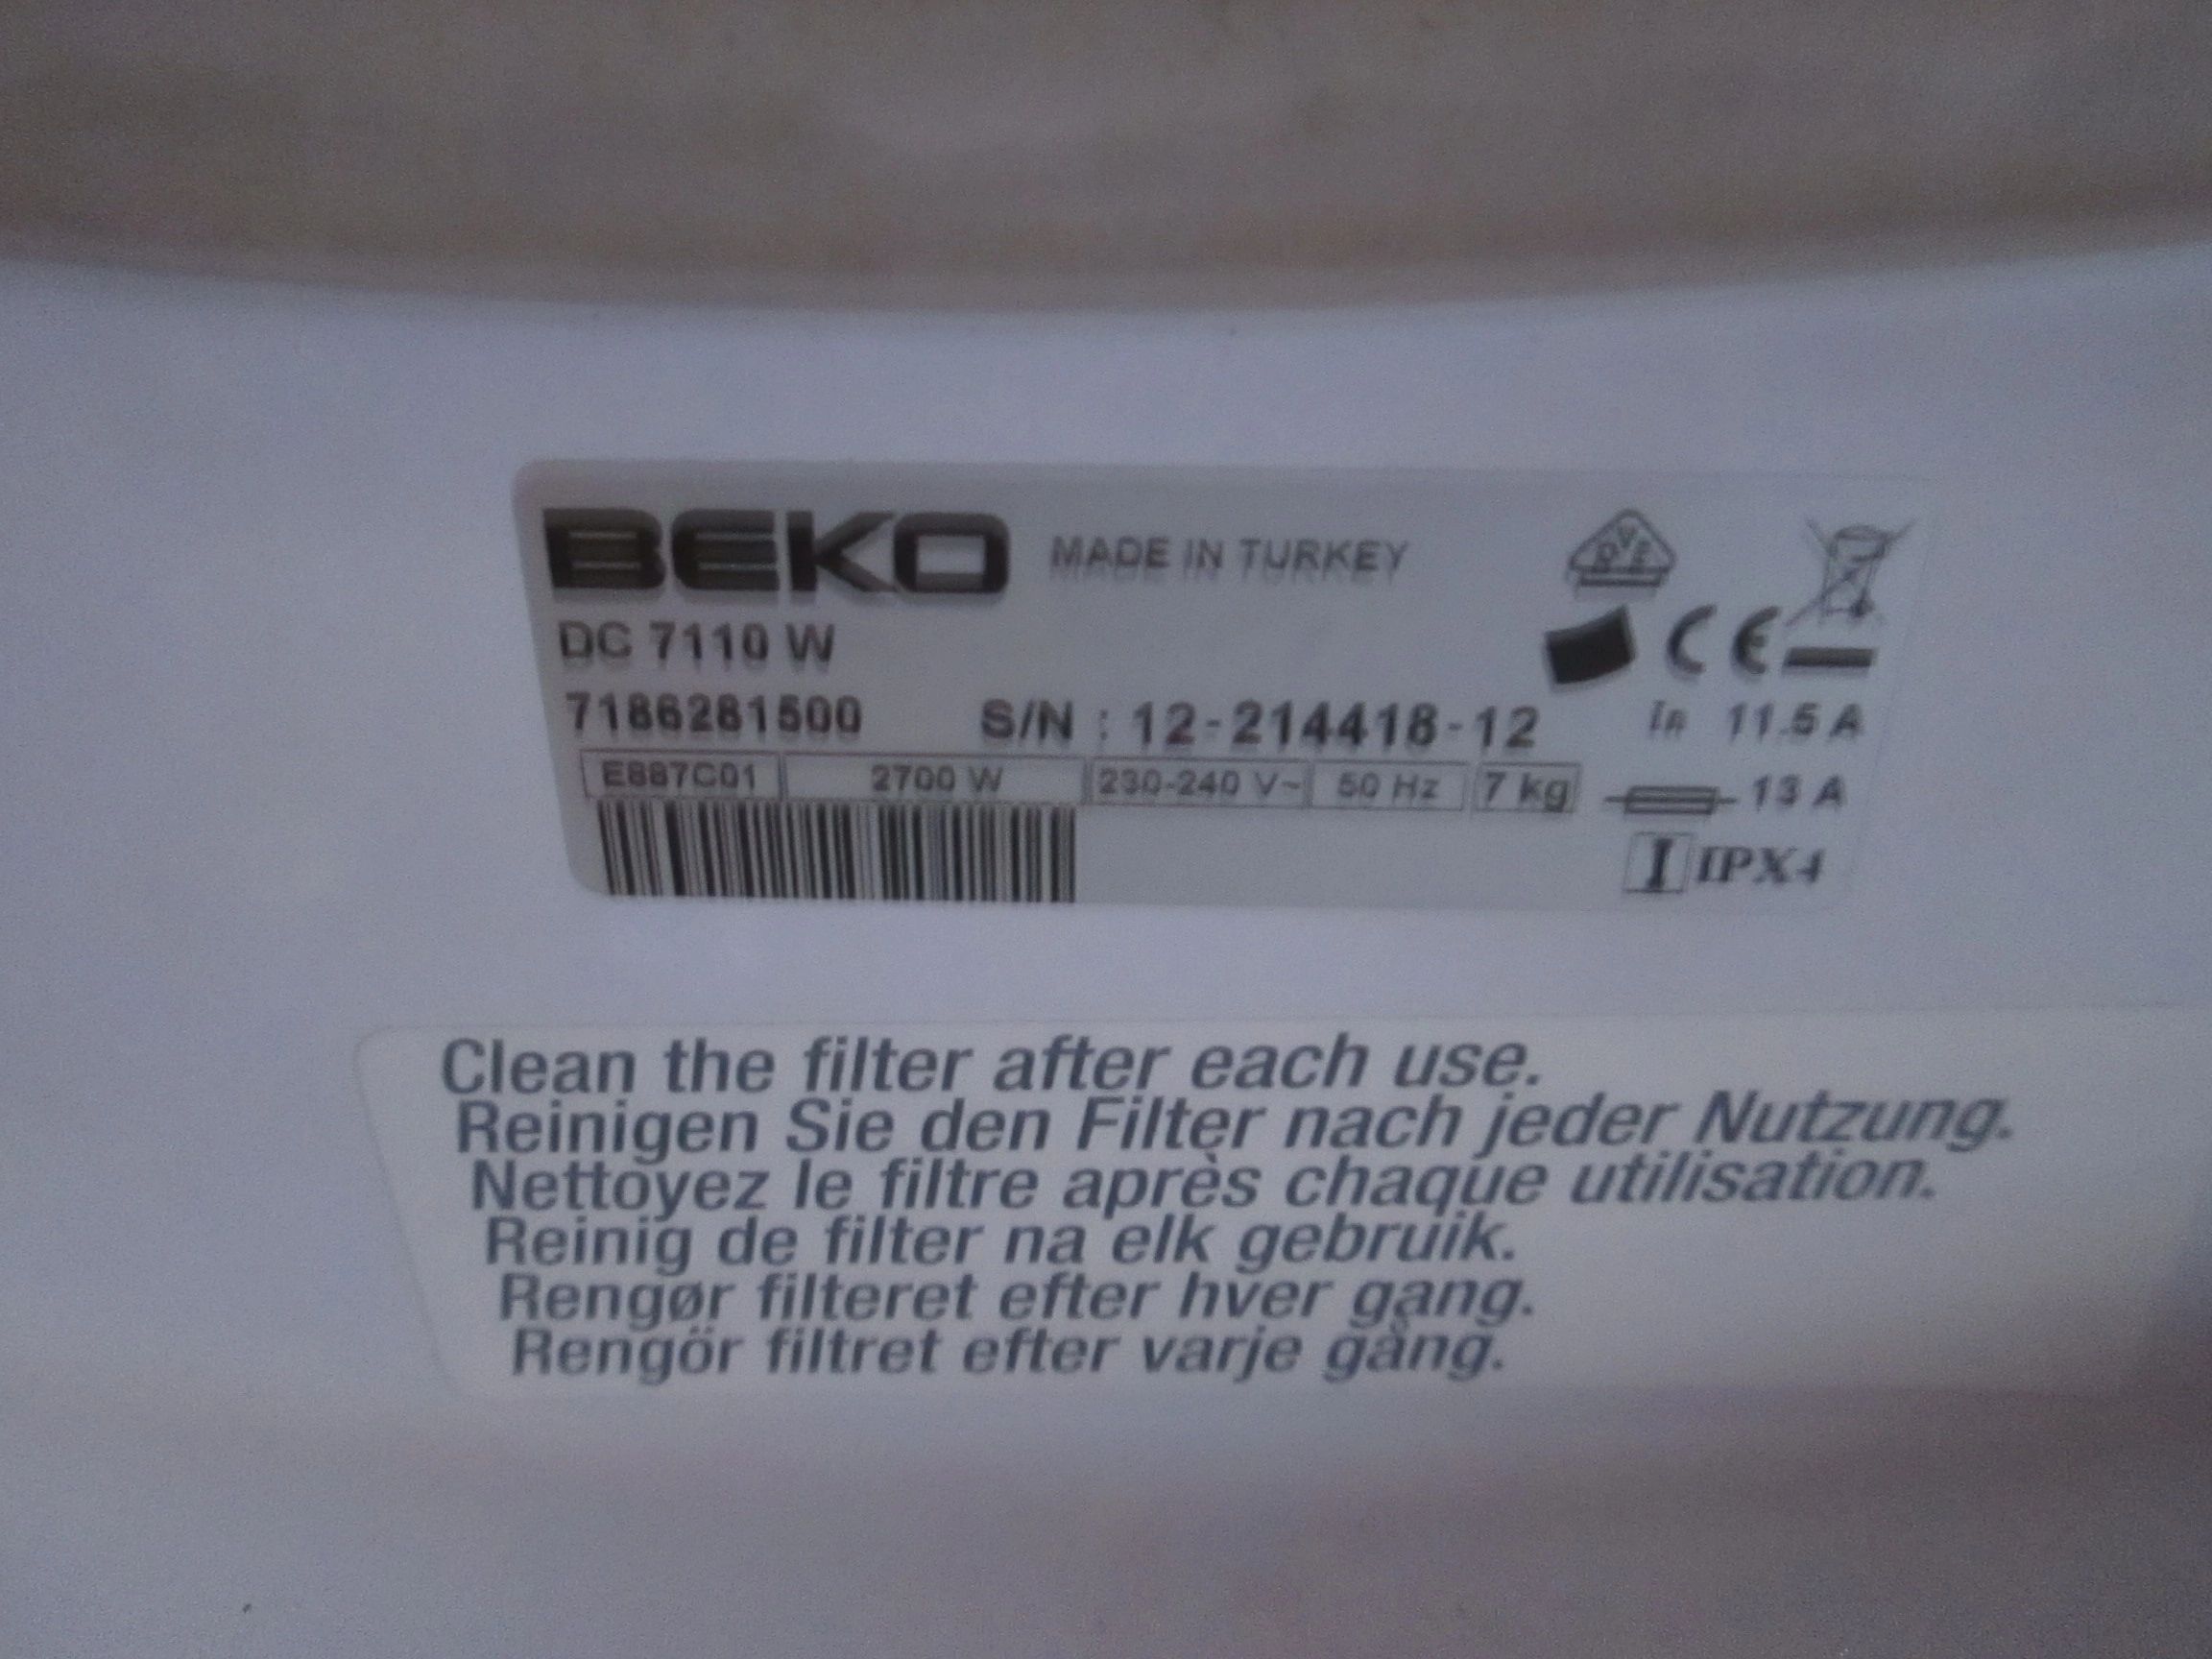 BEKO MADE IN TURKEY
DVE
DC 7110 W
CE
7186281500 S/N : 12-214418-12 In 11.5 A
E887C01 2700 W 230-240 V~ 50 Hz 7 kg 13 A
I IPX4
Clean the filter after each use.
Reinigen Sie den Filter nach jeder Nutzung.
Nettoyez le filtre après chaque utilisation.
Reinig de filter na elk gebruik.
Rengør filteret efter hver gang.
Rengör filtret efter varje gång.